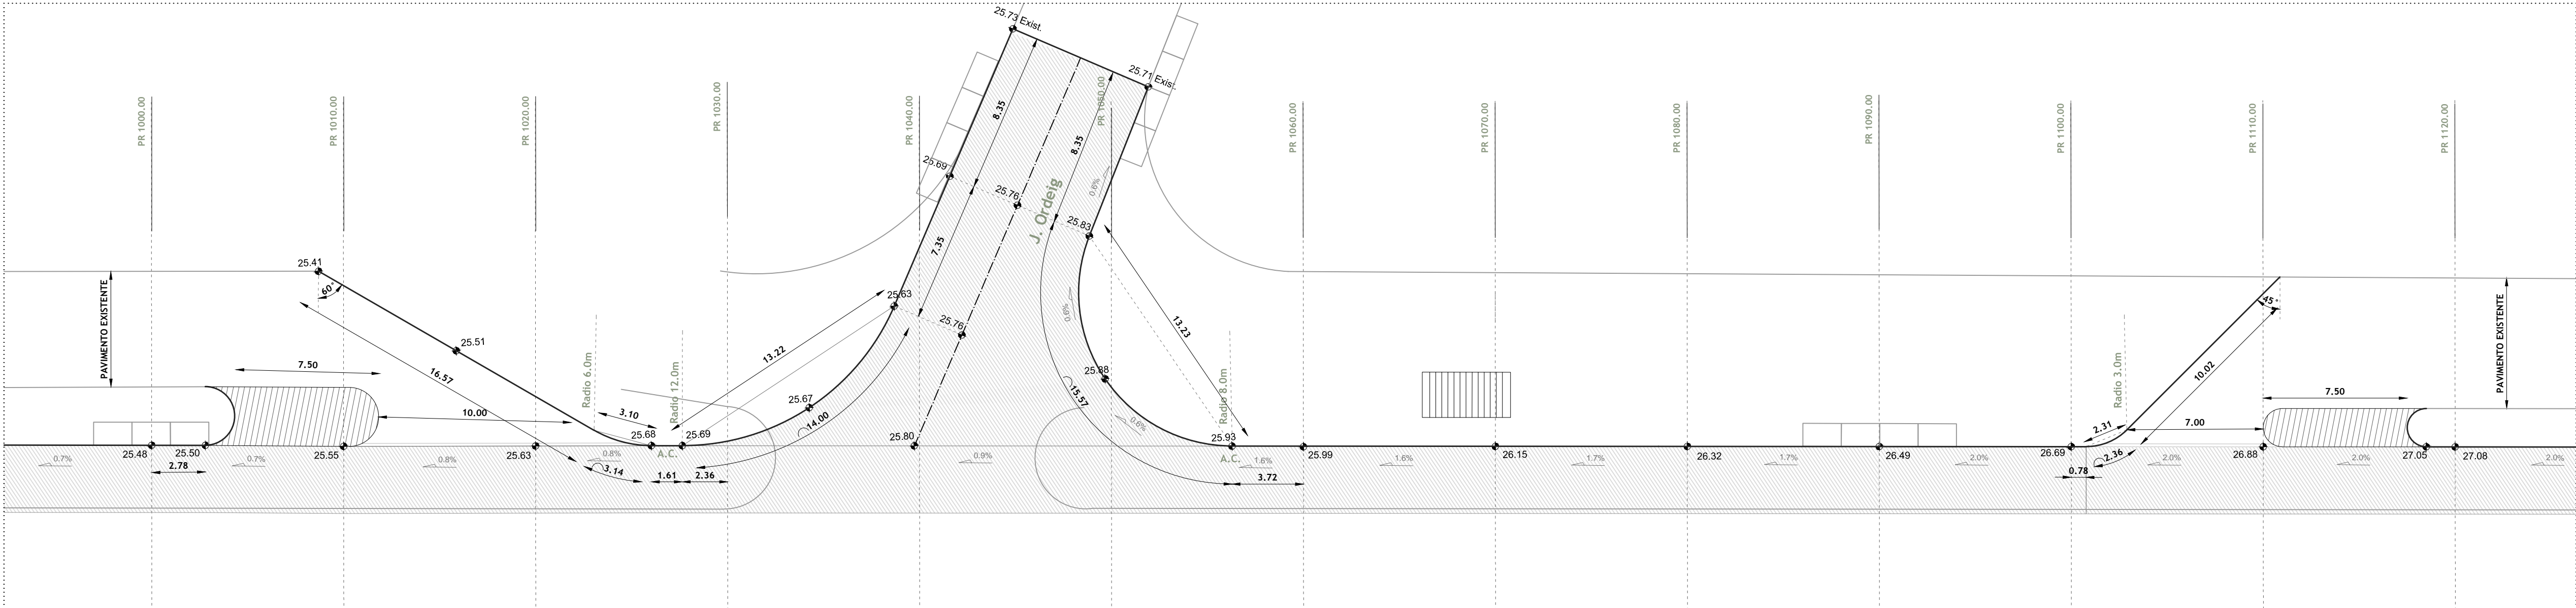 25.73 Exist.
25.71 Exist.
PR 1000.00
PR 1010.00
PR 1020.00
PR 1030.00
PR 1040.00
PR 1050.00
PR 1060.00
PR 1070.00
PR 1080.00
PR 1090.00
PR 1100.00
PR 1110.00
PR 1120.00
8.35
8.35
25.69
25.76
25.83
J. Ordeig
0.6%
7.35
25.41
60°
25.63
25.76
0.6%
13.23
45°
PAVIMENTO EXISTENTE
PAVIMENTO EXISTENTE
25.51
7.50
16.57
13.22
Radio 6.0m
Radio 12.0m
25.88
Radio 8.0m
Radio 3.0m
10.02
7.50
10.00
3.10
25.67
14.00
15.57
0.6%
2.31
7.00
25.48
25.50
25.55
25.63
25.68
25.69
25.80
25.93
25.99
26.15
26.32
26.49
26.69
26.88
27.05
27.08
A.C.
A.C.
0.7%
2.78
0.7%
0.8%
0.8%
3.14
1.61
2.36
0.9%
1.6%
3.72
1.6%
1.7%
1.7%
2.0%
0.78
2.36
2.0%
2.0%
2.0%